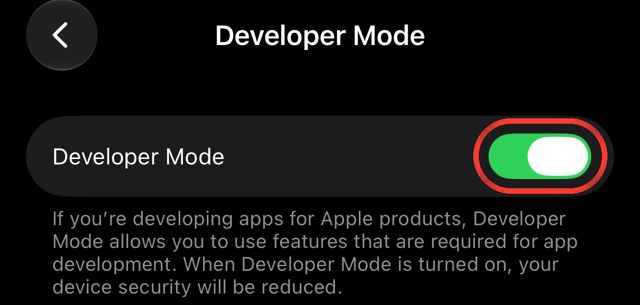 Developer Mode
Developer Mode
If you’re developing apps for Apple products, Developer
Mode allows you to use features that are required for app
development. When Developer Mode is turned on, your
device security will be reduced.